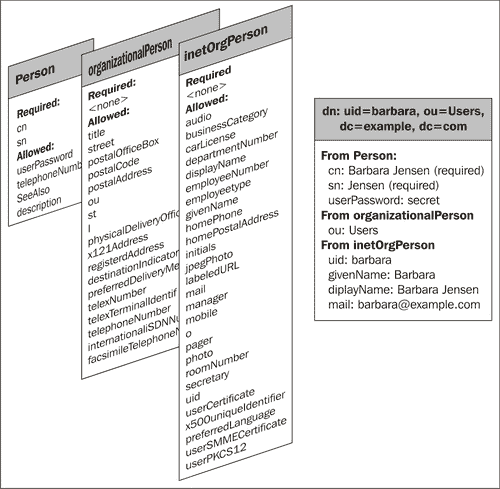 Person
Required:
cn
sn
Allowed:
userPassword
telephoneNumb
SeeAlso
description
organizationalPerson
Required:
<none>
Allowed:
title
street
postalOfficeBox
postalCode
postalAddress
ou
st
l
physicalDeliveryOffic
x121Address
registerdAddress
destinationIndicator
preferredDeliveryMe
telexNumber
telexTerminalIdentif
telephoneNumber
internationaliSDNNu
facsimileTelephoneN
inetOrgPerson
Required
<none>
Allowed:
audio
businessCategory
carLicense
departmentNumber
displayName
employeeNumber
employeetype
givenName
homePhone
homePostalAddress
initials
jpegPhoto
labeledURL
mail
manager
mobile
o
pager
photo
roomNumber
secretary
uid
userCertificate
x500uniqueIdentifier
preferredLanguage
userSMMECertificate
userPKCS12
dn: uid=barbara, ou=Users,
dc=example, dc=com
From Person:
cn: Barbara Jensen (required)
sn: Jensen (required)
userPassword: secret
From organizationalPerson
ou: Users
From inetOrgPerson
uid: barbara
givenName: Barbara
diplayName: Barbara Jensen
mail: barbara@example.com